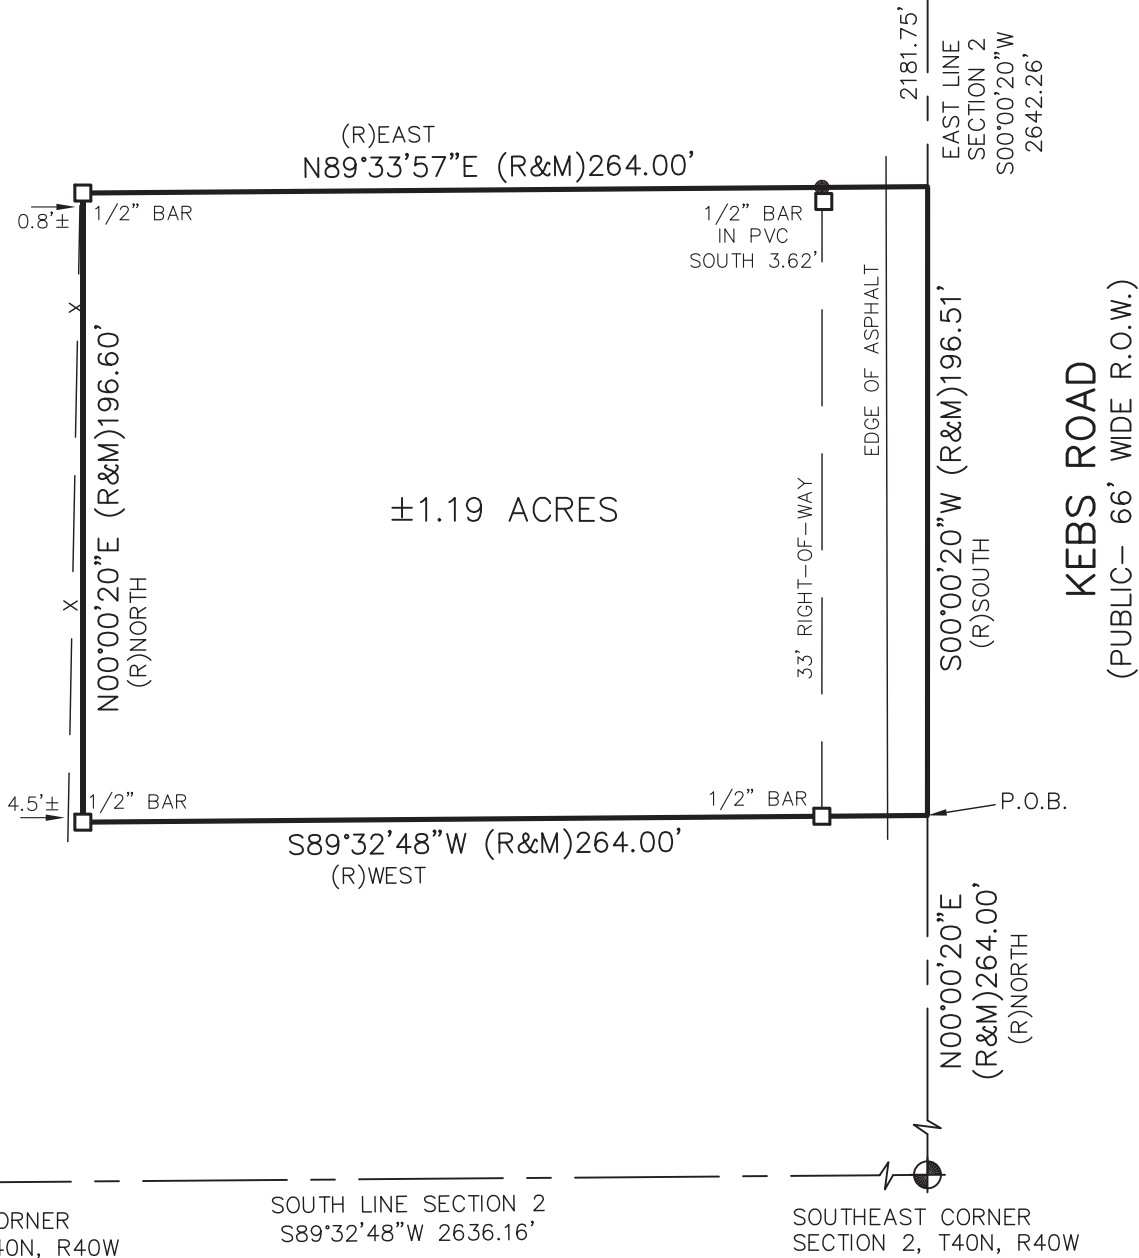 2181.75'
EAST LINE
SECTION 2
S00°00'20"W
2642.26'
(R)EAST
N89°33'57"E (R&M)264.00'
0.8'±
1/2" BAR
1/2" BAR
IN PVC
SOUTH 3.62'
X
X
N00°00'20"E (R&M)196.60'
(R)NORTH
±1.19 ACRES
33' RIGHT-OF-WAY
EDGE OF ASPHALT
S00°00'20"W (R&M)196.51'
(R)SOUTH
KEBS ROAD
(PUBLIC- 66' WIDE R.O.W.)
4.5'±
1/2" BAR
1/2" BAR
P.O.B.
S89°32'48"W (R&M)264.00'
(R)WEST
N00°00'20"E
(R&M)264.00'
(R)NORTH
SOUTH LINE SECTION 2
S89°32'48"W 2636.16'
ORNER
40N, R40W
SOUTHEAST CORNER
SECTION 2, T40N, R40W